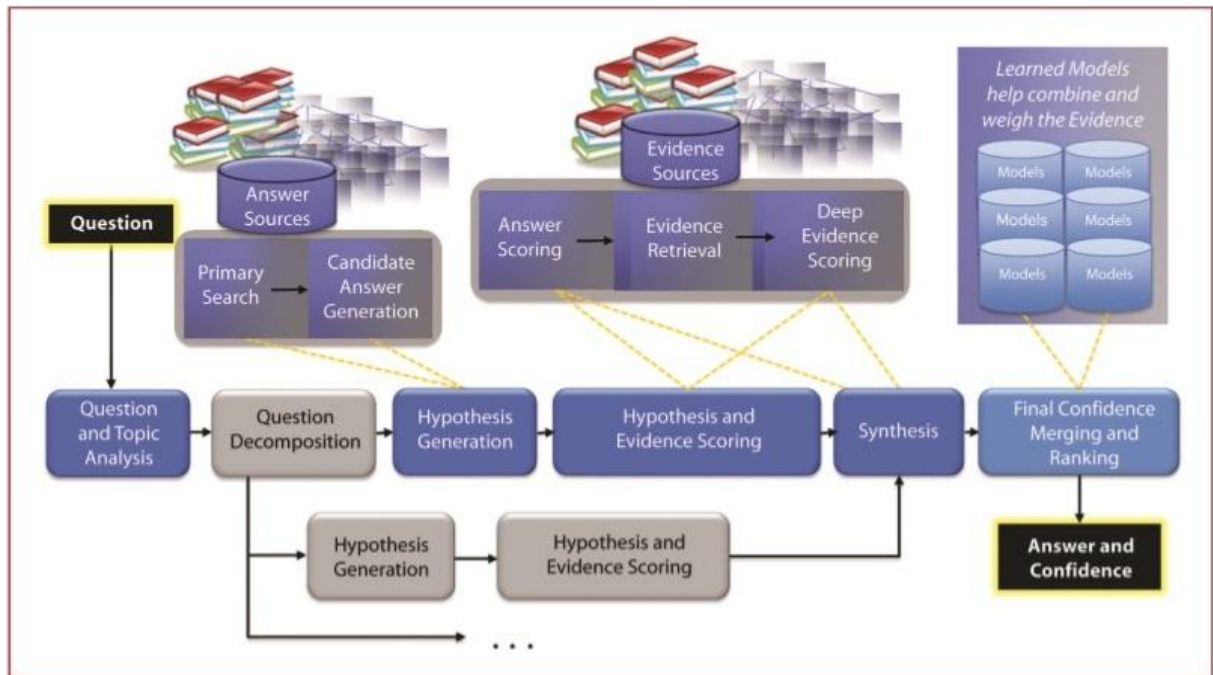 Learned Models
help combine and
weigh the Evidence
Models
Models
Models
Models
Models
Models
Answer
Sources
Evidence
Sources
Question
Primary
Search
Candidate
Answer
Generation
Answer
Scoring
Evidence
Retrieval
Deep
Evidence
Scoring
Question
and Topic
Analysis
Question
Decomposition
Hypothesis
Generation
Hypothesis and
Evidence Scoring
Synthesis
Final Confidence
Merging and
Ranking
Hypothesis
Generation
Hypothesis and
Evidence Scoring
Answer and
Confidence
. . .